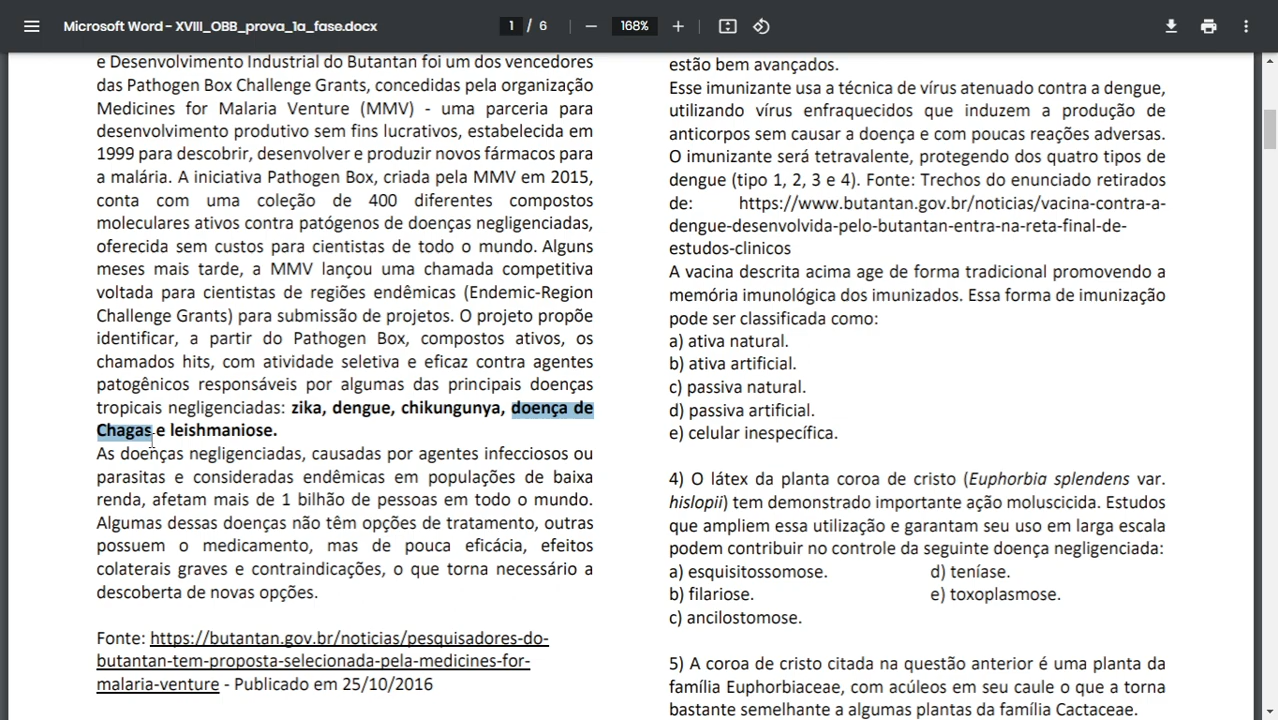 Microsoft Word - XVIII_OBB_prova_1a_fase.docx
1 / 6
168%
e Desenvolvimento Industrial do Butantan foi um dos vencedores
das Pathogen Box Challenge Grants, concedidas pela organização
Medicines for Malaria Venture (MMV) - uma parceria para
desenvolvimento produtivo sem fins lucrativos, estabelecida em
1999 para descobrir, desenvolver e produzir novos fármacos para
a malária. A iniciativa Pathogen Box, criada pela MMV em 2015,
conta com uma coleção de 400 diferentes compostos
moleculares ativos contra patógenos de doenças negligenciadas,
oferecida sem custos para cientistas de todo o mundo. Alguns
meses mais tarde, a MMV lançou uma chamada competitiva
voltada para cientistas de regiões endêmicas (Endemic-Region
Challenge Grants) para submissão de projetos. O projeto propõe
identificar, a partir do Pathogen Box, compostos ativos, os
chamados hits, com atividade seletiva e eficaz contra agentes
patogênicos responsáveis por algumas das principais doenças
tropicais negligenciadas: zika, dengue, chikungunya, doença de
Chagas e leishmaniose.
As doenças negligenciadas, causadas por agentes infecciosos ou
parasitas e consideradas endêmicas em populações de baixa
renda, afetam mais de 1 bilhão de pessoas em todo o mundo.
Algumas dessas doenças não têm opções de tratamento, outras
possuem o medicamento, mas de pouca eficácia, efeitos
colaterais graves e contraindicações, o que torna necessário a
descoberta de novas opções.
Fonte: https://butantan.gov.br/noticias/pesquisadores-do-
butantan-tem-proposta-selecionada-pela-medicines-for-
malaria-venture - Publicado em 25/10/2016
estão bem avançados.
Esse imunizante usa a técnica de vírus atenuado contra a dengue,
utilizando vírus enfraquecidos que induzem a produção de
anticorpos sem causar a doença e com poucas reações adversas.
O imunizante será tetravalente, protegendo dos quatro tipos de
dengue (tipo 1, 2, 3 e 4). Fonte: Trechos do enunciado retirados
de: https://www.butantan.gov.br/noticias/vacina-contra-a-
dengue-desenvolvida-pelo-butantan-entra-na-reta-final-de-
estudos-clinicos
A vacina descrita acima age de forma tradicional promovendo a
memória imunológica dos imunizados. Essa forma de imunização
pode ser classificada como:
a) ativa natural.
b) ativa artificial.
c) passiva natural.
d) passiva artificial.
e) celular inespecífica.
4) O látex da planta coroa de cristo (Euphorbia splendens var.
hislopii) tem demonstrado importante ação moluscicida. Estudos
que ampliem essa utilização e garantam seu uso em larga escala
podem contribuir no controle da seguinte doença negligenciada:
a) esquitossomose. d) teníase.
b) filariose. e) toxoplasmose.
c) ancilostomose.
5) A coroa de cristo citada na questão anterior é uma planta da
família Euphorbiaceae, com acúleos em seu caule o que a torna
bastante semelhante a algumas plantas da família Cactaceae.